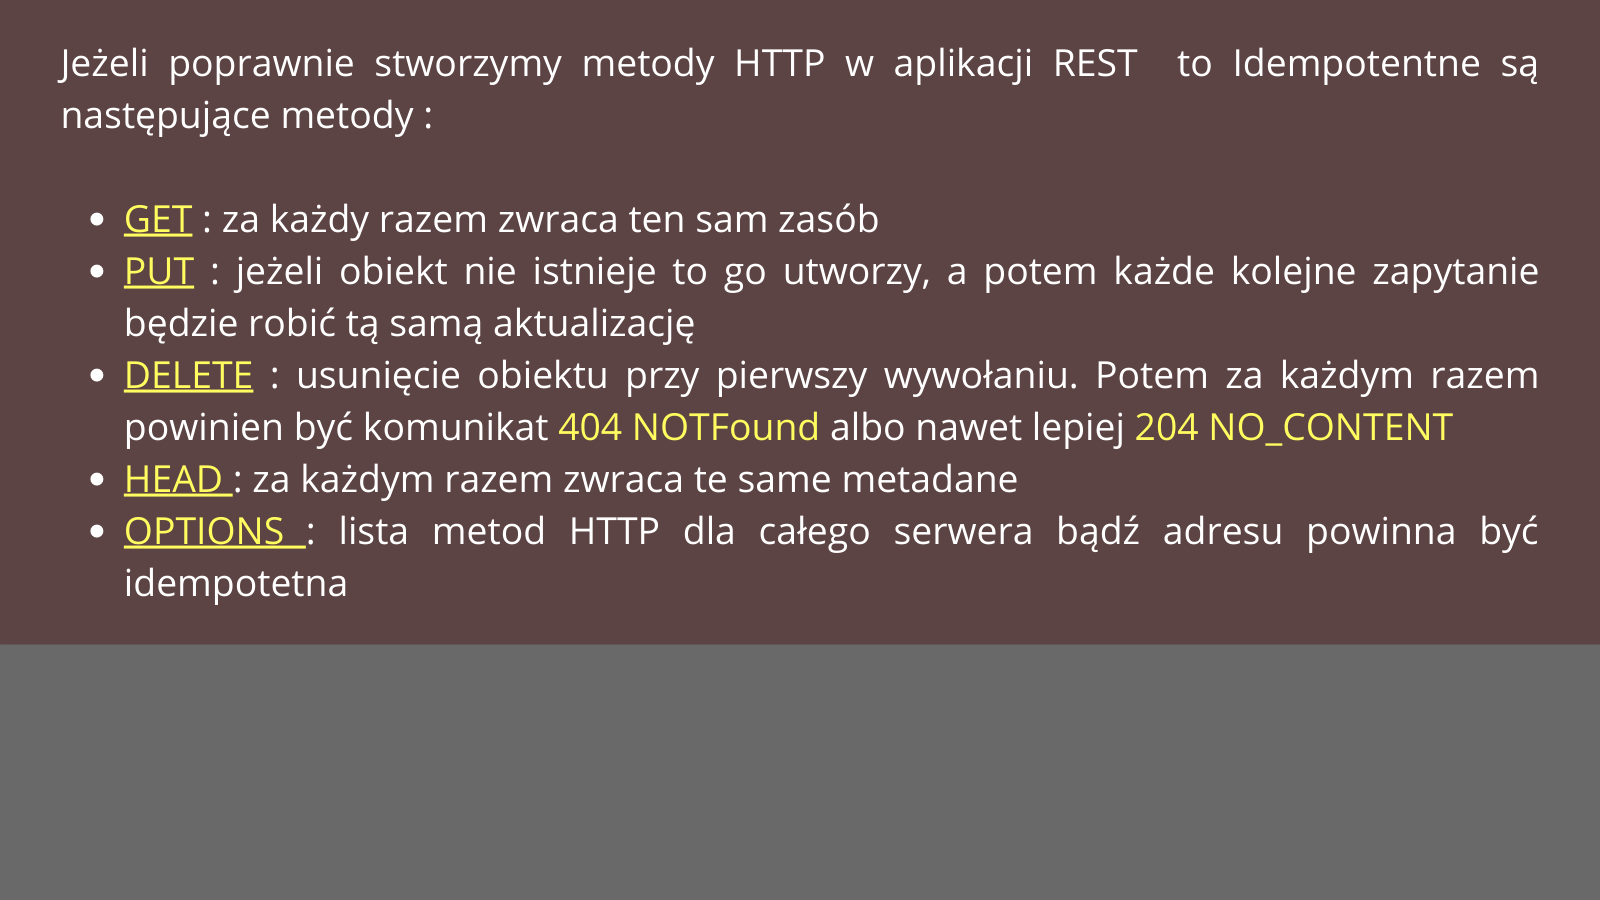 Jeżeli poprawnie stworzymy metody HTTP w aplikacji REST to Idempotentne są
następujące metody :
• GET : za każdy razem zwraca ten sam zasób
• PUT : jeżeli obiekt nie istnieje to go utworzy, a potem każde kolejne zapytanie
będzie robić tą samą aktualizację
• DELETE : usunięcie obiektu przy pierwszy wywołaniu. Potem za każdym razem
powinien być komunikat 404 NOTFound albo nawet lepiej 204 NO_CONTENT
• HEAD : za każdym razem zwraca te same metadane
• OPTIONS : lista metod HTTP dla całego serwera bądź adresu powinna być
idempotetna